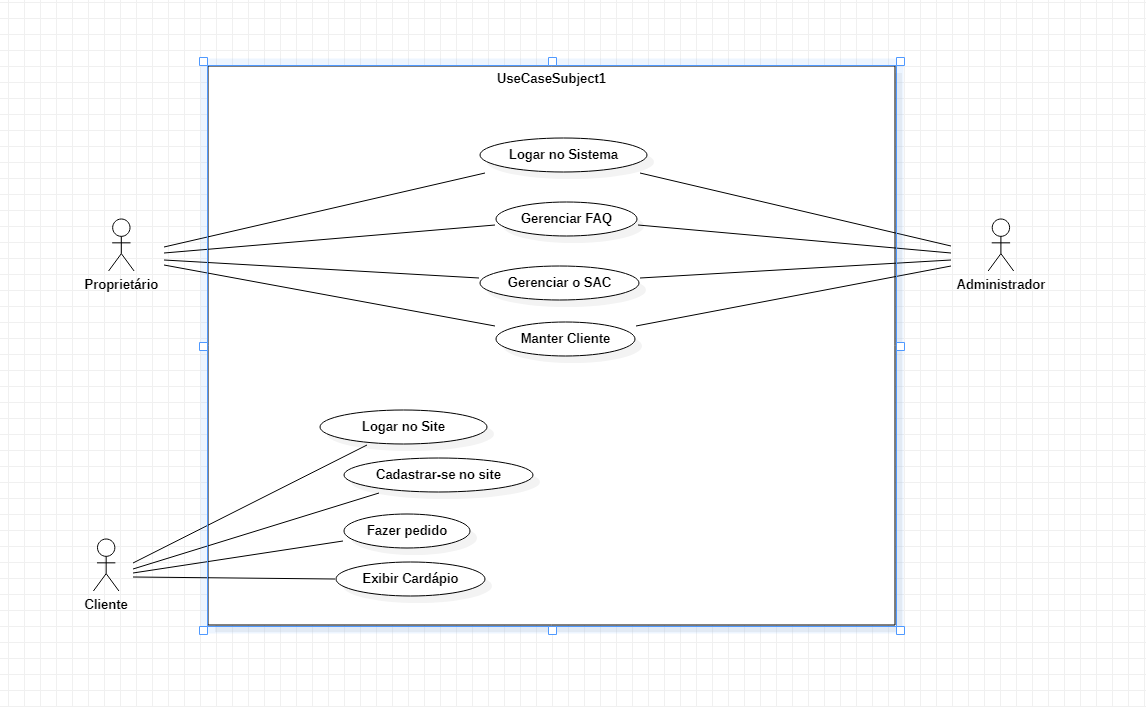 UseCaseSubject1
Logar no Sistema
Gerenciar FAQ
Gerenciar o SAC
Proprietário
Administrador
Manter Cliente
Logar no Site
Cadastrar-se no site
Fazer pedido
Exibir Cardápio
Cliente